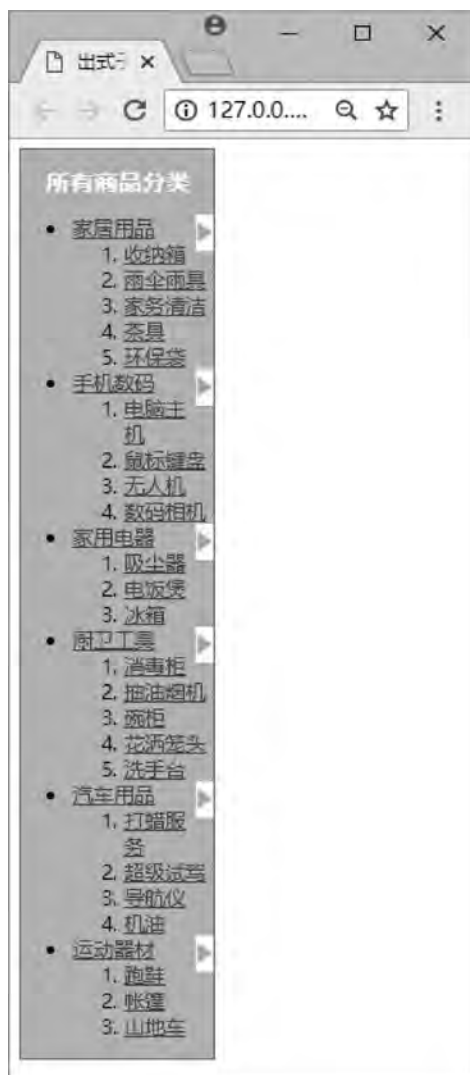 出式
127.0.0....
所有商品分类
• 家居用品
1. 收纳箱
2. 雨伞雨具
3. 家务清洁
4. 茶具
5. 环保袋
• 手机数码
1. 电脑主
机
2. 鼠标键盘
3. 无人机
4. 数码相机
• 家用电器
1. 吸尘器
2. 电饭煲
3. 冰箱
• 厨卫工具
1. 消毒柜
2. 抽油烟机
3. 碗柜
4. 花洒笼头
5. 洗手台
• 汽车用品
1. 打蜡服
务
2. 超级试驾
3. 导航仪
4. 机油
• 运动器材
1. 跑鞋
2. 帐篷
3. 山地车